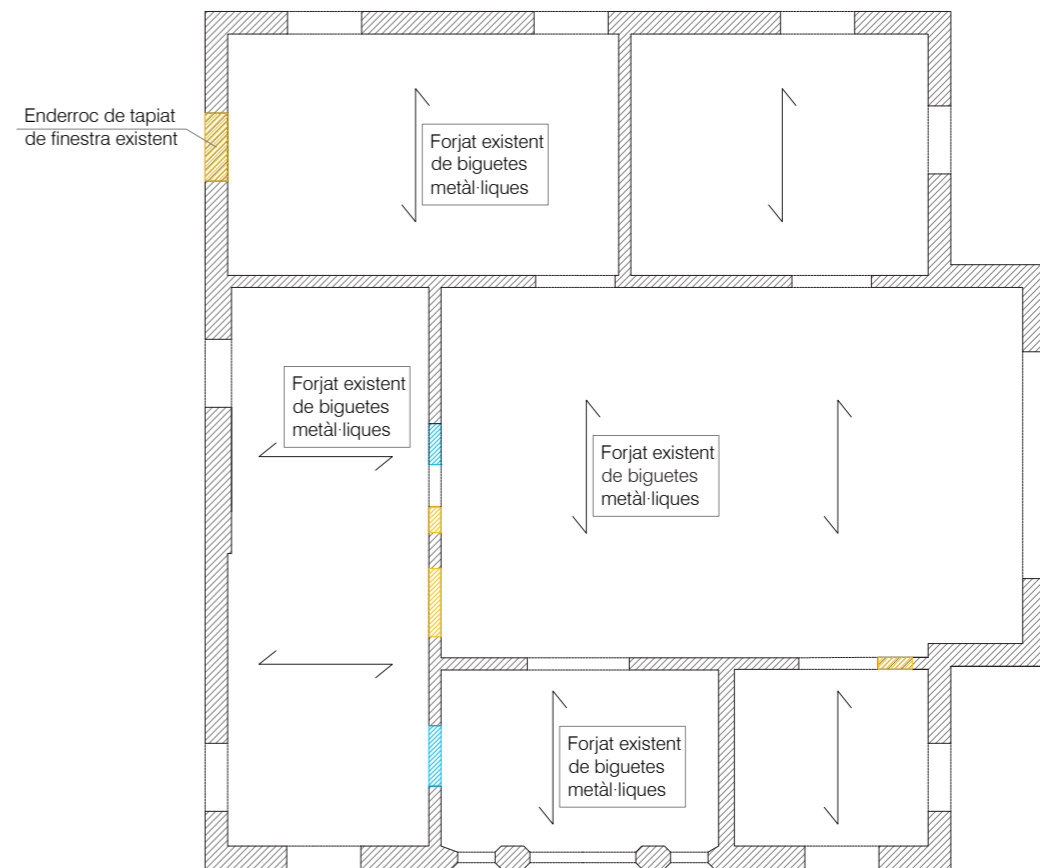 Enderroc de tapiat
de finestra existent
Forjat existent
de biguetes
metàl·liques
Forjat existent
de biguetes
metàl·liques
Forjat existent
de biguetes
metàl·liques
Forjat existent
de biguetes
metàl·liques